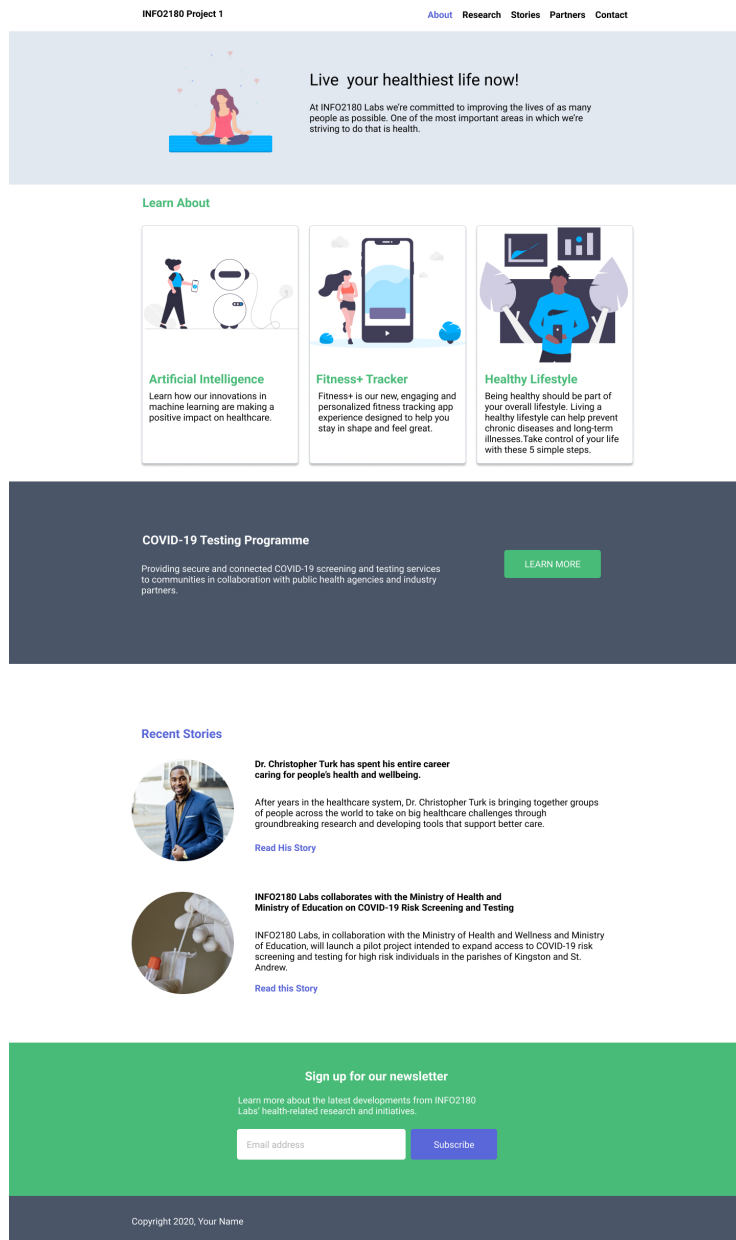 INFO2180 Project 1
About Research Stories Partners Contact
Live your healthiest life now!
At INFO2180 Labs we're committed to improving the lives of as many
people as possible. One of the most important areas in which we're
striving to do that is health.
Learn About
Artificial Intelligence
Learn how our innovations in
machine learning are making a
positive impact on healthcare.
Fitness+ Tracker
Fitness+ is our new, engaging and
personalized fitness tracking app
experience designed to help you
stay in shape and feel great.
Healthy Lifestyle
Being healthy should be part of
your overall lifestyle. Living a
healthy lifestyle can help prevent
chronic diseases and long-term
illnesses.Take control of your life
with these 5 simple steps.
COVID-19 Testing Programme
Providing secure and connected COVID-19 screening and testing services
to communities in collaboration with public health agencies and industry
partners.
LEARN MORE
Recent Stories
Dr. Christopher Turk has spent his entire career
caring for people's health and wellbeing.
After years in the healthcare system, Dr. Christopher Turk is bringing together groups
of people across the world to take on big healthcare challenges through
groundbreaking research and developing tools that support better care.
Read His Story
INFO2180 Labs collaborates with the Ministry of Health and
Ministry of Education on COVID-19 Risk Screening and Testing
INFO2180 Labs, in collaboration with the Ministry of Health and Wellness and Ministry
of Education, will launch a pilot project intended to expand access to COVID-19 risk
screening and testing for high risk individuals in the parishes of Kingston and St.
Andrew.
Read this Story
Sign up for our newsletter
Learn more about the latest developments from INFO2180
Labs' health-related research and initiatives.
Email address
Subscribe
Copyright 2020, Your Name